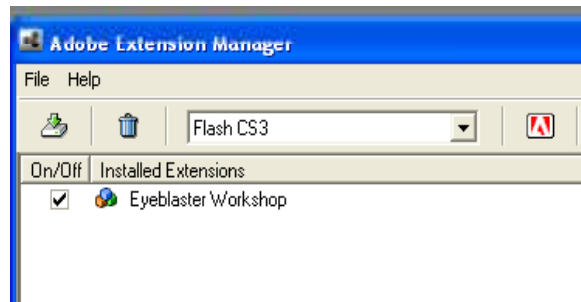 Adobe Extension Manager
File Help
Flash CS3
On/Off Installed Extensions
Eyeblaster Workshop